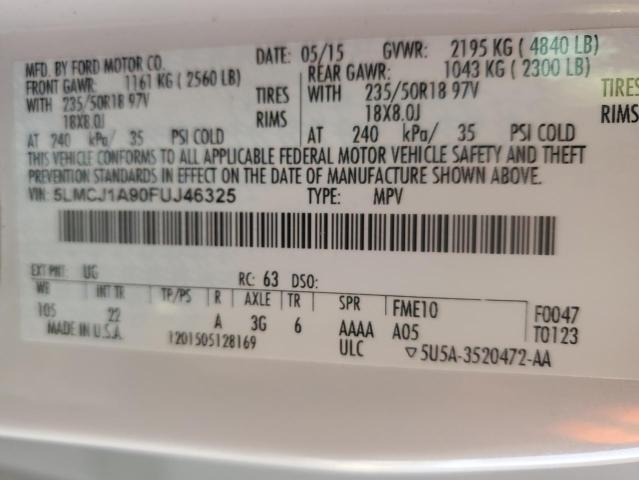 MFD. BY FORD MOTOR CO.
DATE: 05/15 GVWR: 2195 KG ( 4840 LB)
FRONT GAWR: 1161 KG ( 2560 LB) REAR GAWR: 1043 KG ( 2300 LB)
WITH 235/50R18 97V TIRES WITH 235/50R18 97V TIRES
18X8.0J RIMS 18X8.0J RIMS
AT 240 kPa/ 35 PSI COLD AT 240 kPa/ 35 PSI COLD
THIS VEHICLE CONFORMS TO ALL APPLICABLE FEDERAL MOTOR VEHICLE SAFETY AND THEFT
PREVENTION STANDARDS IN EFFECT ON THE DATE OF MANUFACTURE SHOWN ABOVE.
VIN: 5LMCJ1A90FUJ46325 TYPE: MPV
EXT PNT: UG RC: 63 DSO:
WB INT TR TP/PS R AXLE TR SPR FME10 F0047
105 22 A 3G 6 AAAA A05 T0123
MADE IN U.S.A. 1201505128169 ULC ▽5U5A-3520472-AA